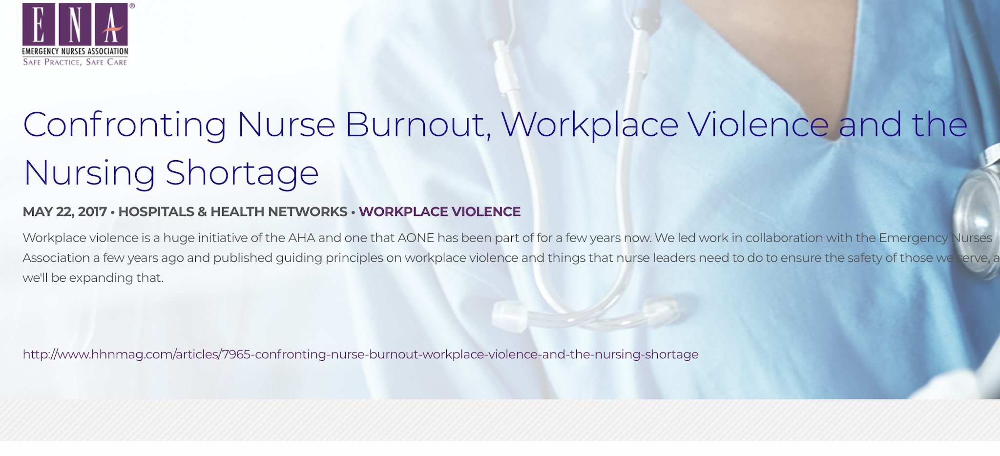 ENA®
EMERGENCY NURSES ASSOCIATION
SAFE PRACTICE, SAFE CARE
Confronting Nurse Burnout, Workplace Violence and the
Nursing Shortage
MAY 22, 2017 • HOSPITALS & HEALTH NETWORKS • WORKPLACE VIOLENCE
Workplace violence is a huge initiative of the AHA and one that AONE has been part of for a few years now. We led work in collaboration with the Emergency Nurses
Association a few years ago and published guiding principles on workplace violence and things that nurse leaders need to do to ensure the safety of those we serve, a
we'll be expanding that.
http://www.hhnmag.com/articles/7965-confronting-nurse-burnout-workplace-violence-and-the-nursing-shortage